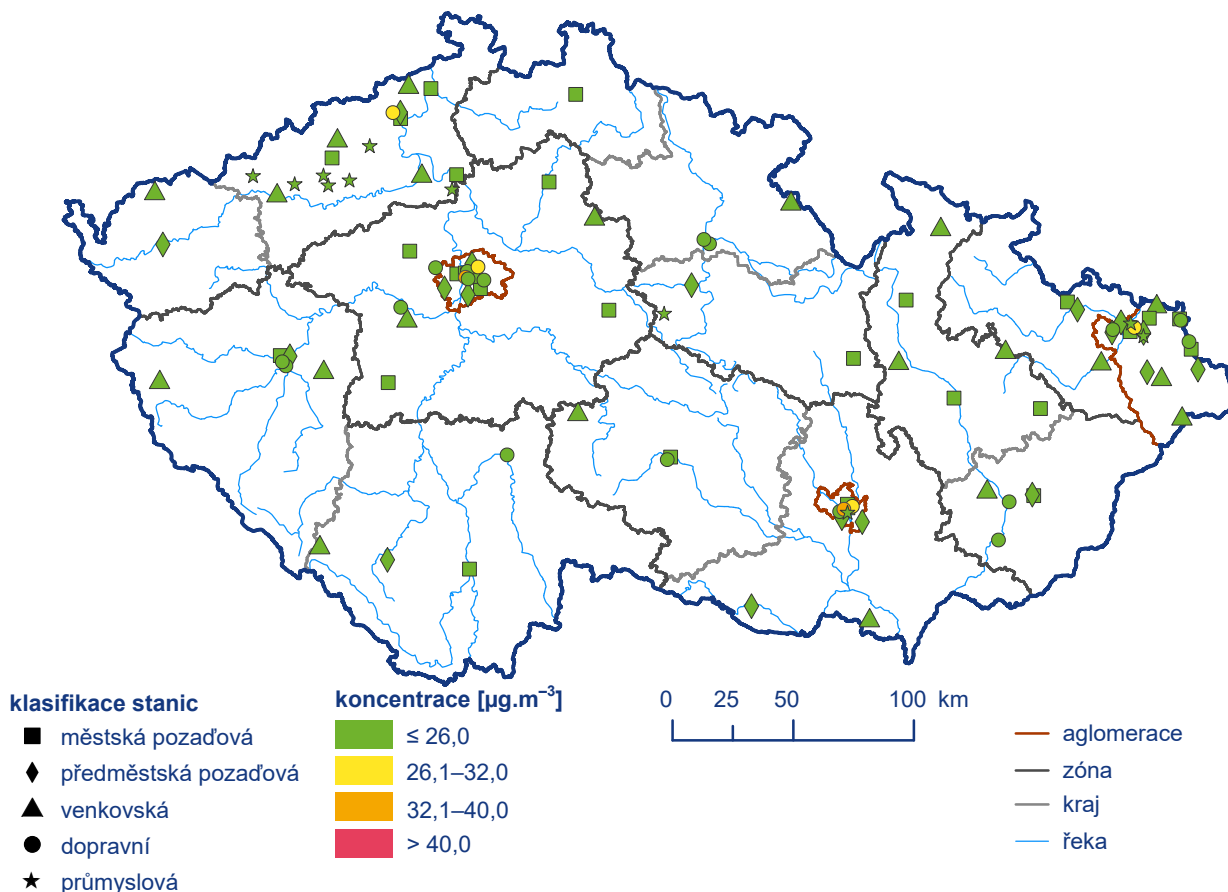 klasifikace stanic
městská pozaďová
předměstská pozaďová
venkovská
dopravní
průmyslová
koncentrace [µg.m⁻³]
≤ 26,0
26,1–32,0
32,1–40,0
> 40,0
0 25 50 100 km
aglomerace
zóna
kraj
řeka